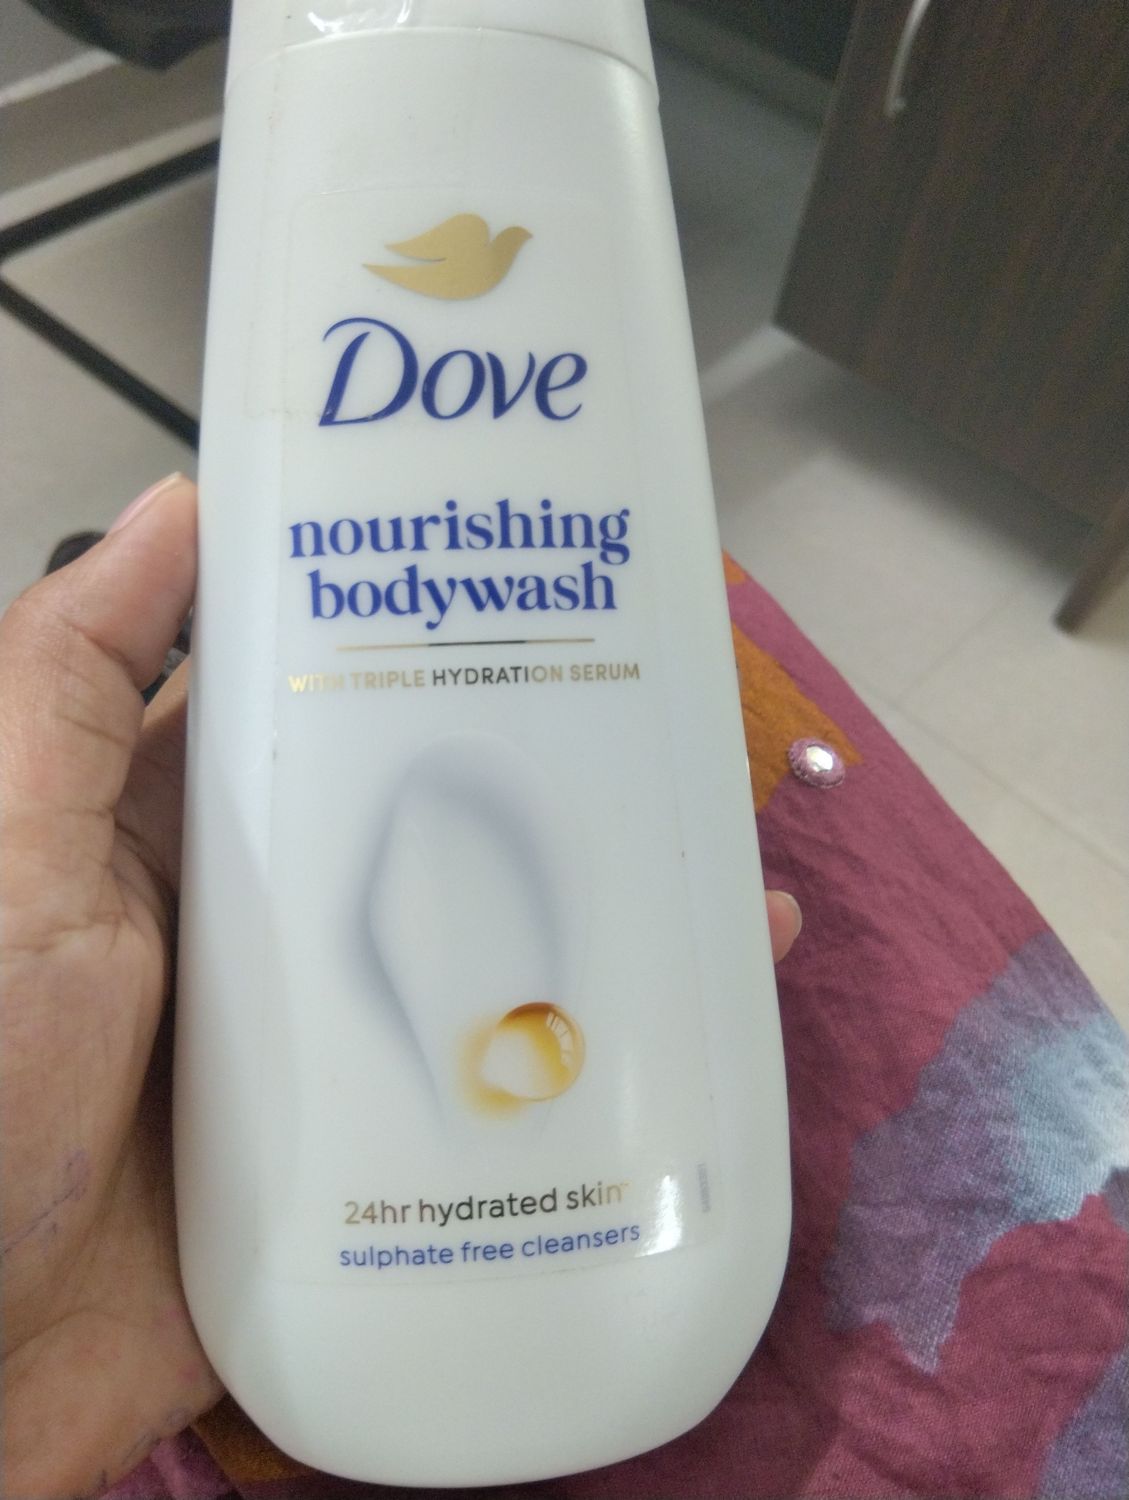 Dove
nourishing
bodywash
WITH TRIPLE HYDRATION SERUM
24hr hydrated skin
sulphate free cleansers